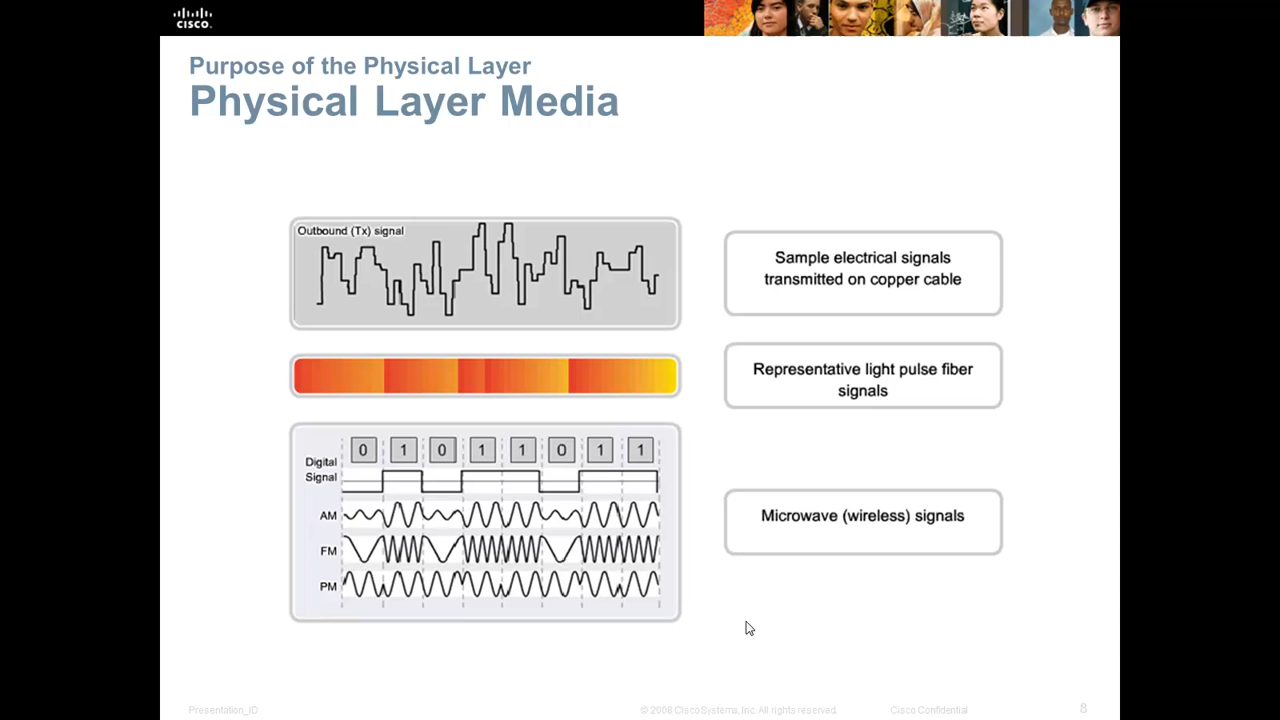 CISCO.
Purpose of the Physical Layer
Physical Layer Media
Outbound (Tx) signal
Sample electrical signals
transmitted on copper cable
Representative light pulse fiber
signals
0 1 0 1 1 0 1 1
Digital
Signal
AM
FM
PM
Microwave (wireless) signals
Presentation_ID
© 2008 Cisco Systems, Inc. All rights reserved.
Cisco Confidential
8